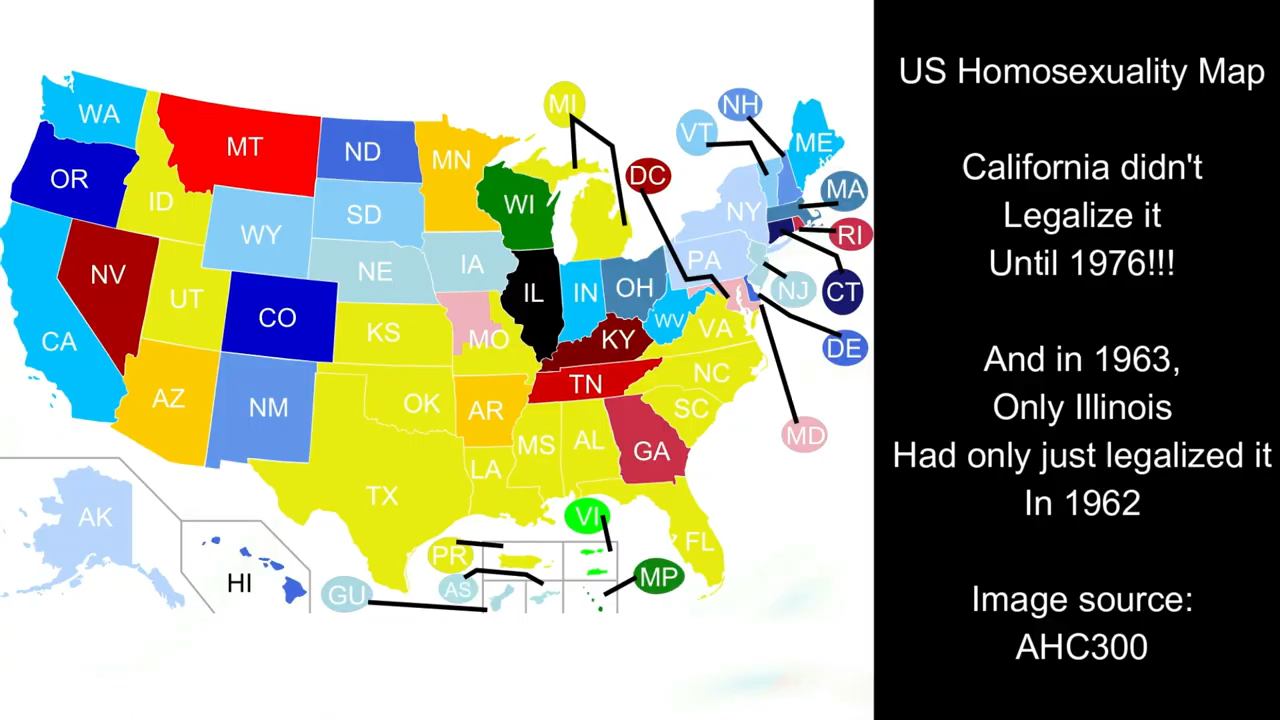 US Homosexuality Map
California didn't
Legalize it
Until 1976!!!
And in 1963,
Only Illinois
Had only just legalized it
In 1962
Image source:
AHC300
WA
OR
CA
NV
ID
MT
WY
UT
AZ
CO
NM
ND
SD
NE
KS
OK
TX
MN
IA
MO
AR
LA
WI
IL
MI
IN
OH
KY
TN
MS
AL
GA
FL
SC
NC
VA
WV
DC
PA
NY
VT
NH
ME
MA
RI
CT
NJ
DE
MD
AK
HI
GU
PR
AS
VI
MP